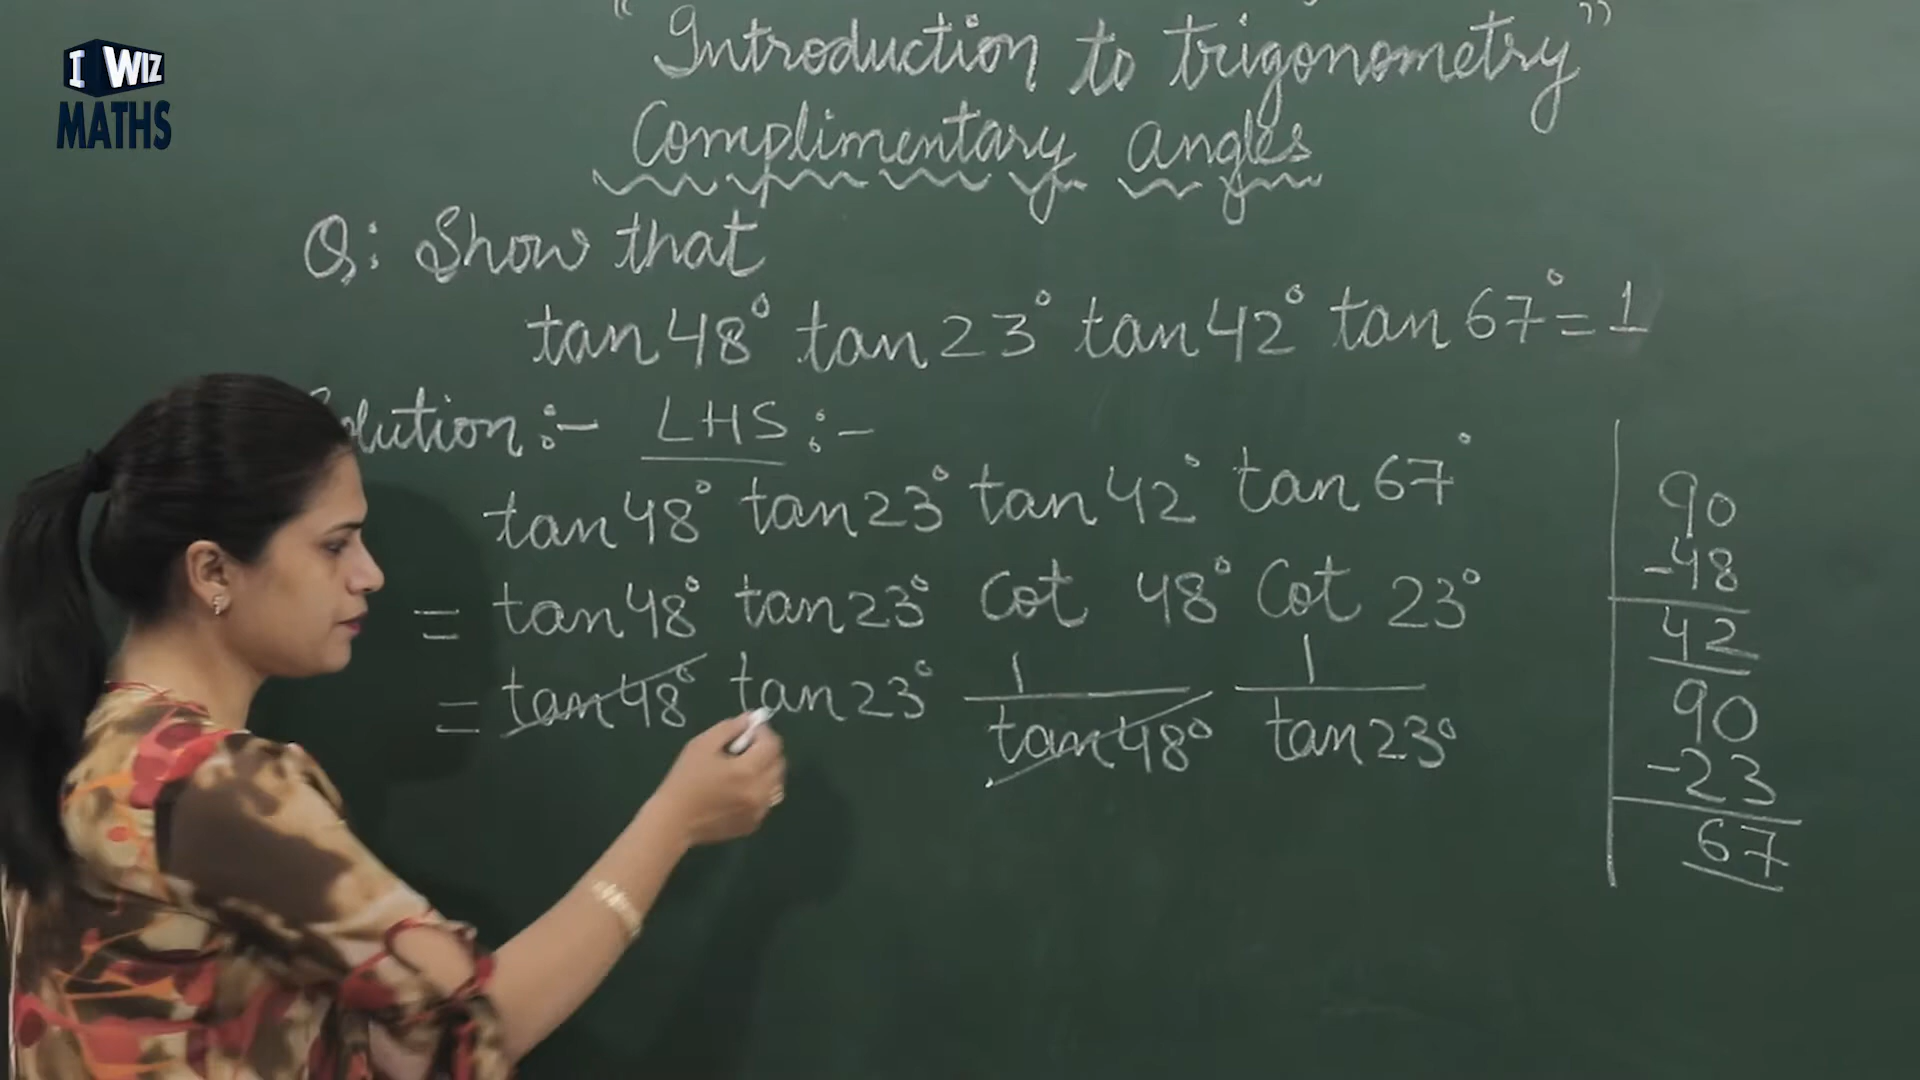 I WIZ
MATHS
"Introduction to trigonometry"
Complimentary angles
Q: Show that
tan 48° tan 23° tan 42° tan 67° = 1
olution :- LHS :-
tan 48° tan 23° tan 42° tan 67°
= tan 48° tan 23° Cot 48° Cot 23°
= tan 48° tan 23° 1/tan 48° 1/tan 23°
90
-48
42
90
-23
67